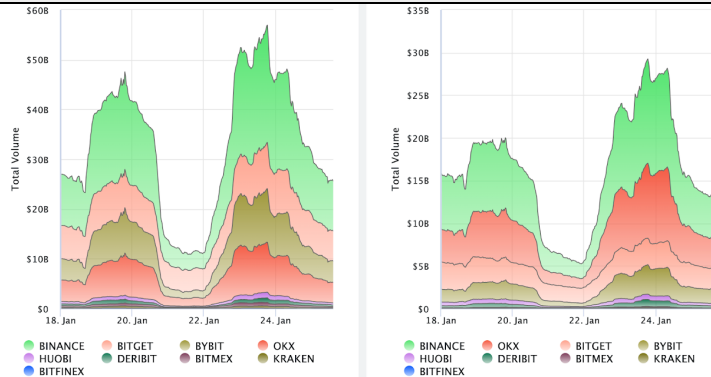 $60B
$50B
$40B
$30B
$20B
$10B
$0
Total Volume
18. Jan
20. Jan
22. Jan
24. Jan
BINANCE
BITGET
BYBIT
OKX
HUOBI
DERIBIT
BITMEX
KRAKEN
BITFINEX
$35B
$30B
$25B
$20B
$15B
$10B
$5B
$0
Total Volume
18. Jan
20. Jan
22. Jan
24. Jan
BINANCE
OKX
BITGET
BYBIT
HUOBI
DERIBIT
BITMEX
KRAKEN
BITFINEX